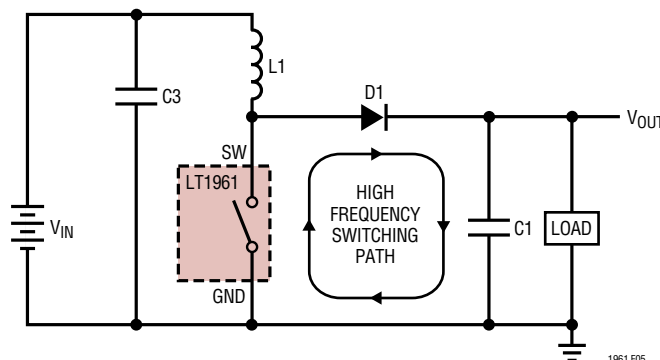 L1
C3
D1
VOUT
SW
LT1961
HIGH
FREQUENCY
SWITCHING
PATH
VIN
C1
LOAD
GND
1961 F05